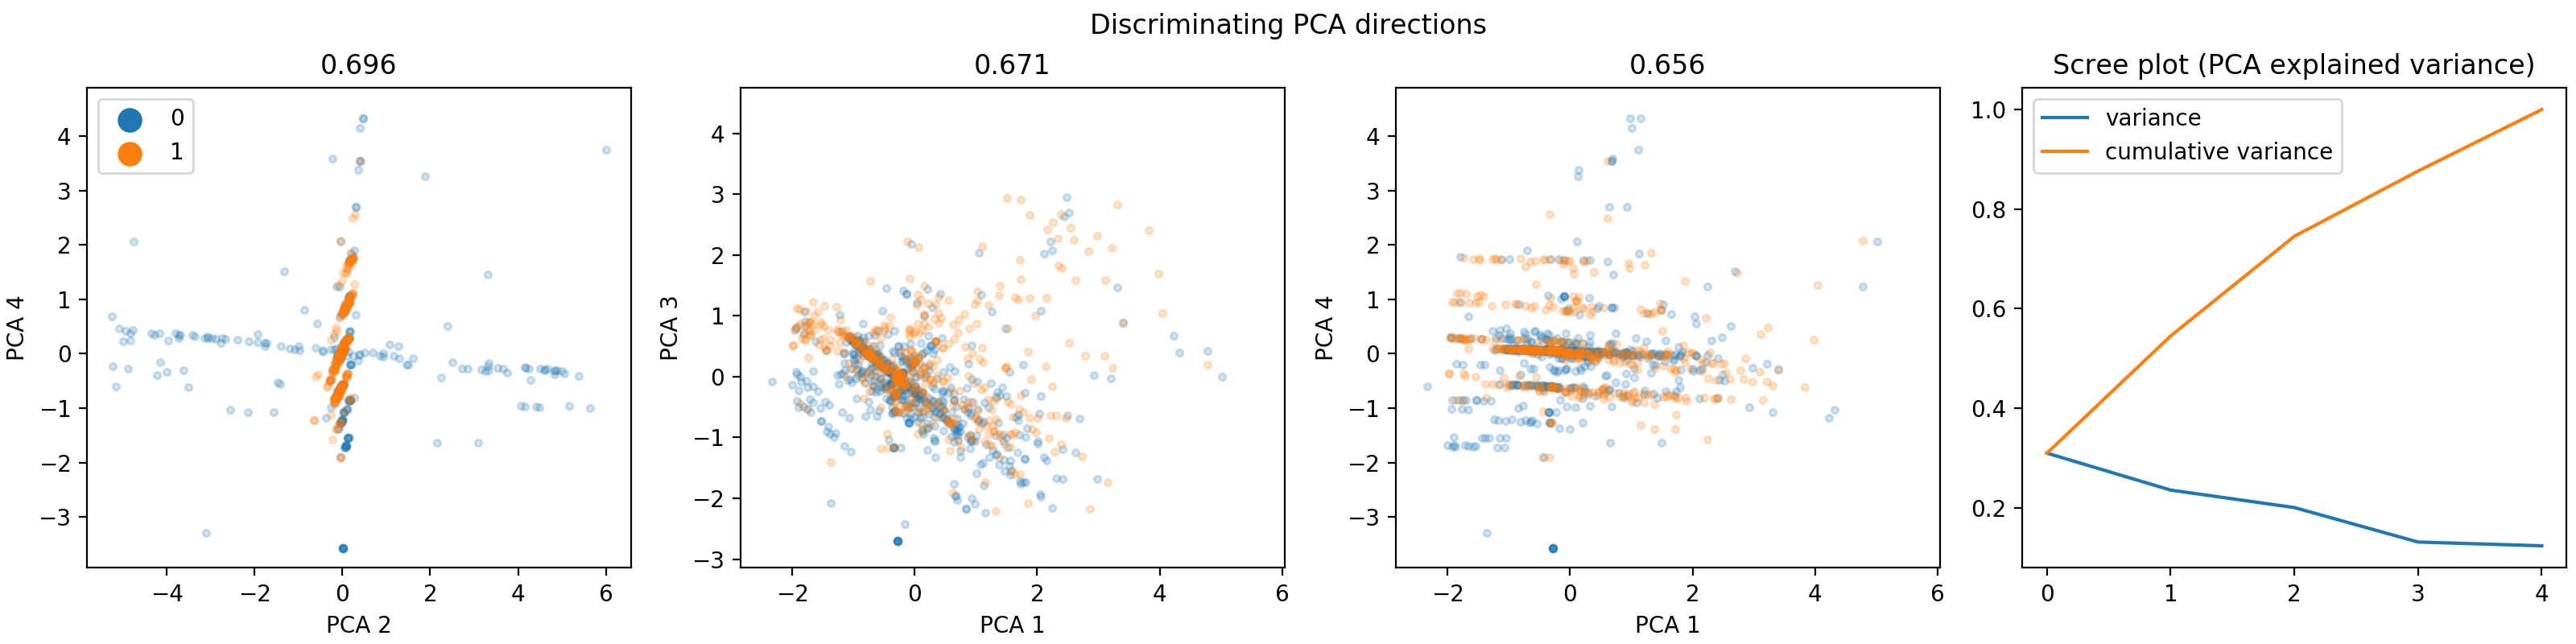 Discriminating PCA directions
0.696
0
1
4
3
2
1
0
−1
−2
−3
PCA 4
−4 −2 0 2 4 6
PCA 2
0.671
4
3
2
1
0
−1
−2
−3
PCA 3
−2 0 2 4 6
PCA 1
0.656
4
3
2
1
0
−1
−2
−3
PCA 4
−2 0 2 4 6
PCA 1
Scree plot (PCA explained variance)
variance
cumulative variance
1.0
0.8
0.6
0.4
0.2
0 1 2 3 4